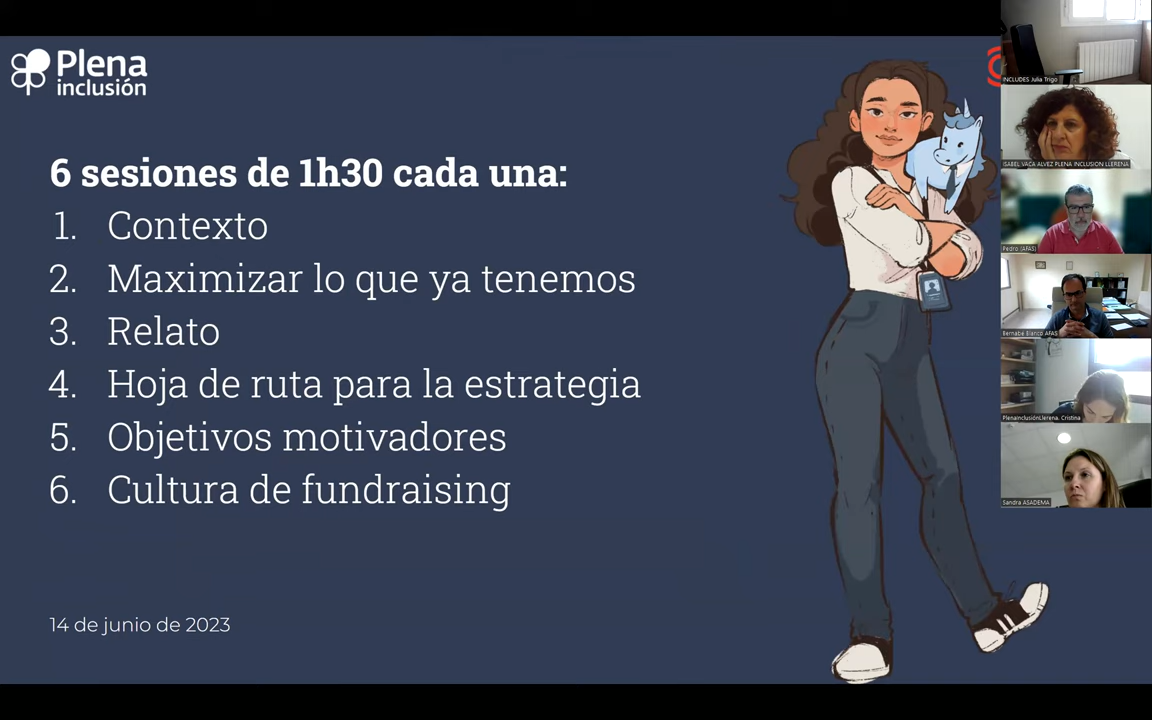 Plena
inclusión
6 sesiones de 1h30 cada una:
1. Contexto
2. Maximizar lo que ya tenemos
3. Relato
4. Hoja de ruta para la estrategia
5. Objetivos motivadores
6. Cultura de fundraising
14 de junio de 2023
INCLUDES Julia Trigo
ISABEL VACA ALVEZ PLENA INCLUSION LLERENA
Pedro (AFAS)
Bernabé Blanco AFAS
PlenaInclusiónLlerena. Cristina
Sandra ASADEMA